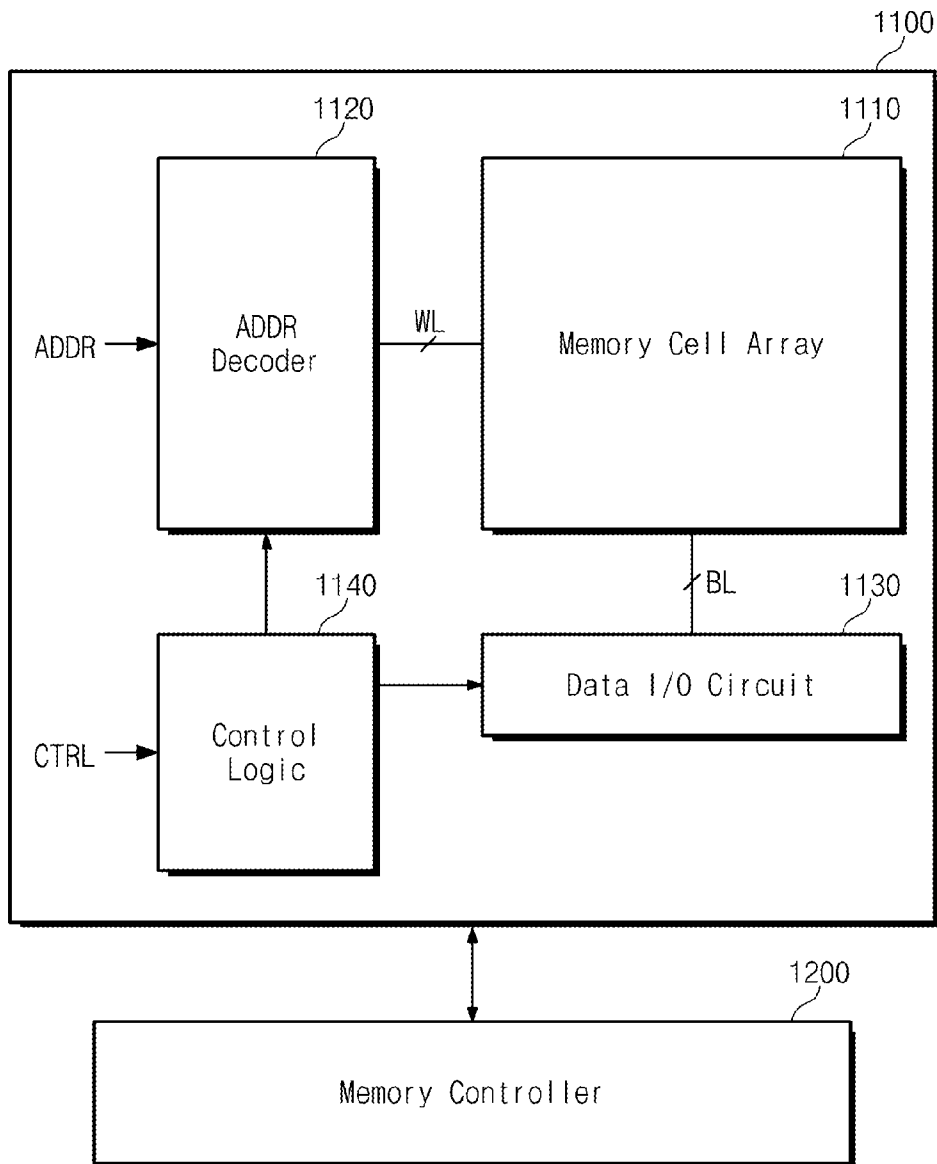 1100
1120
1110
ADDR
ADDR
Decoder
WL
Memory Cell Array
1140
BL
1130
Data I/O Circuit
CTRL
Control
Logic
1200
Memory Controller